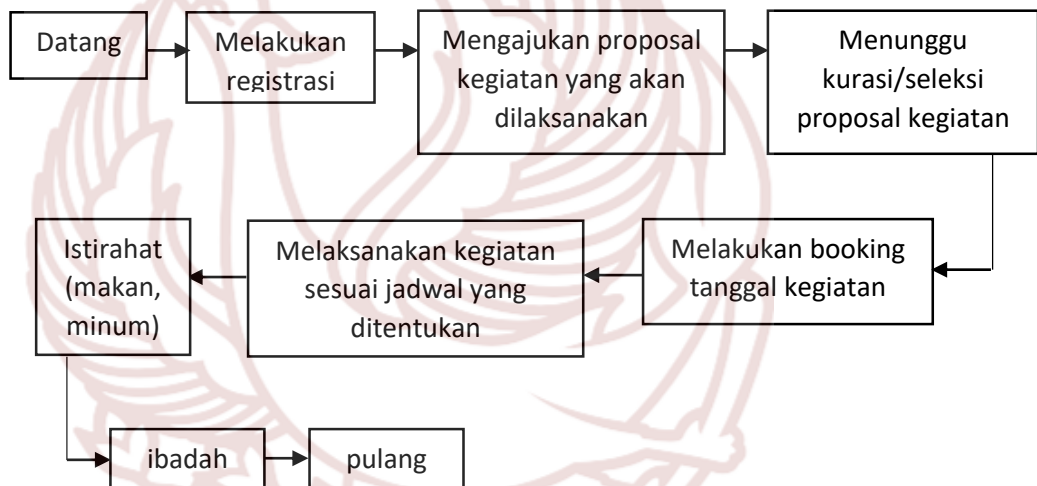 Datang
Melakukan
registrasi
Mengajukan proposal
kegiatan yang akan
dilaksanakan
Menunggu
kurasi/seleksi
proposal kegiatan
Melakukan booking
tanggal kegiatan
Melaksanakan kegiatan
sesuai jadwal yang
ditentukan
Istirahat
(makan,
minum)
ibadah
pulang